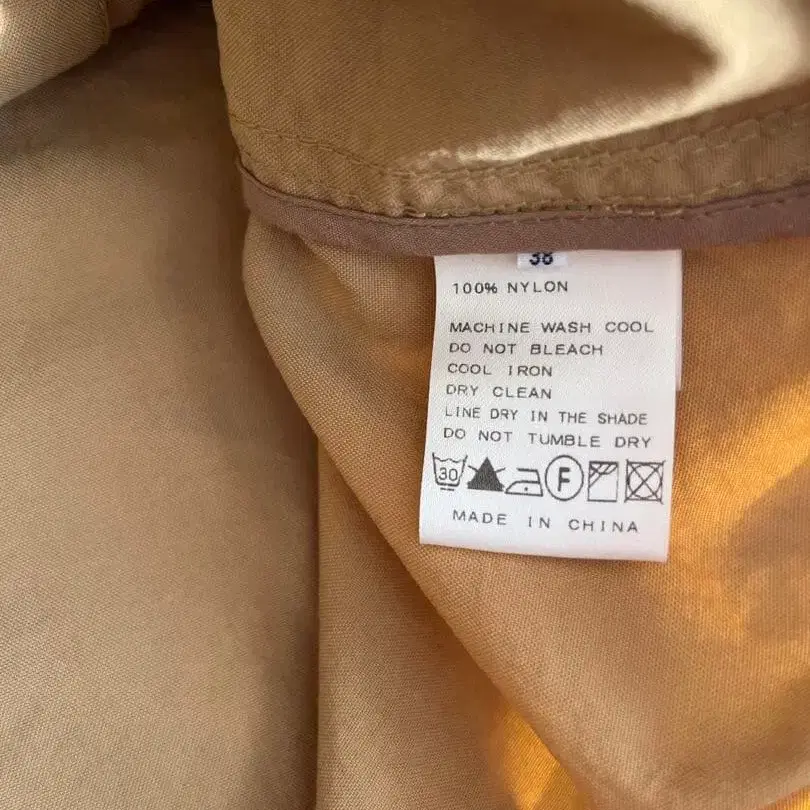 38
100% NYLON
MACHINE WASH COOL
DO NOT BLEACH
COOL IRON
DRY CLEAN
LINE DRY IN THE SHADE
DO NOT TUMBLE DRY
30 F
MADE IN CHINA